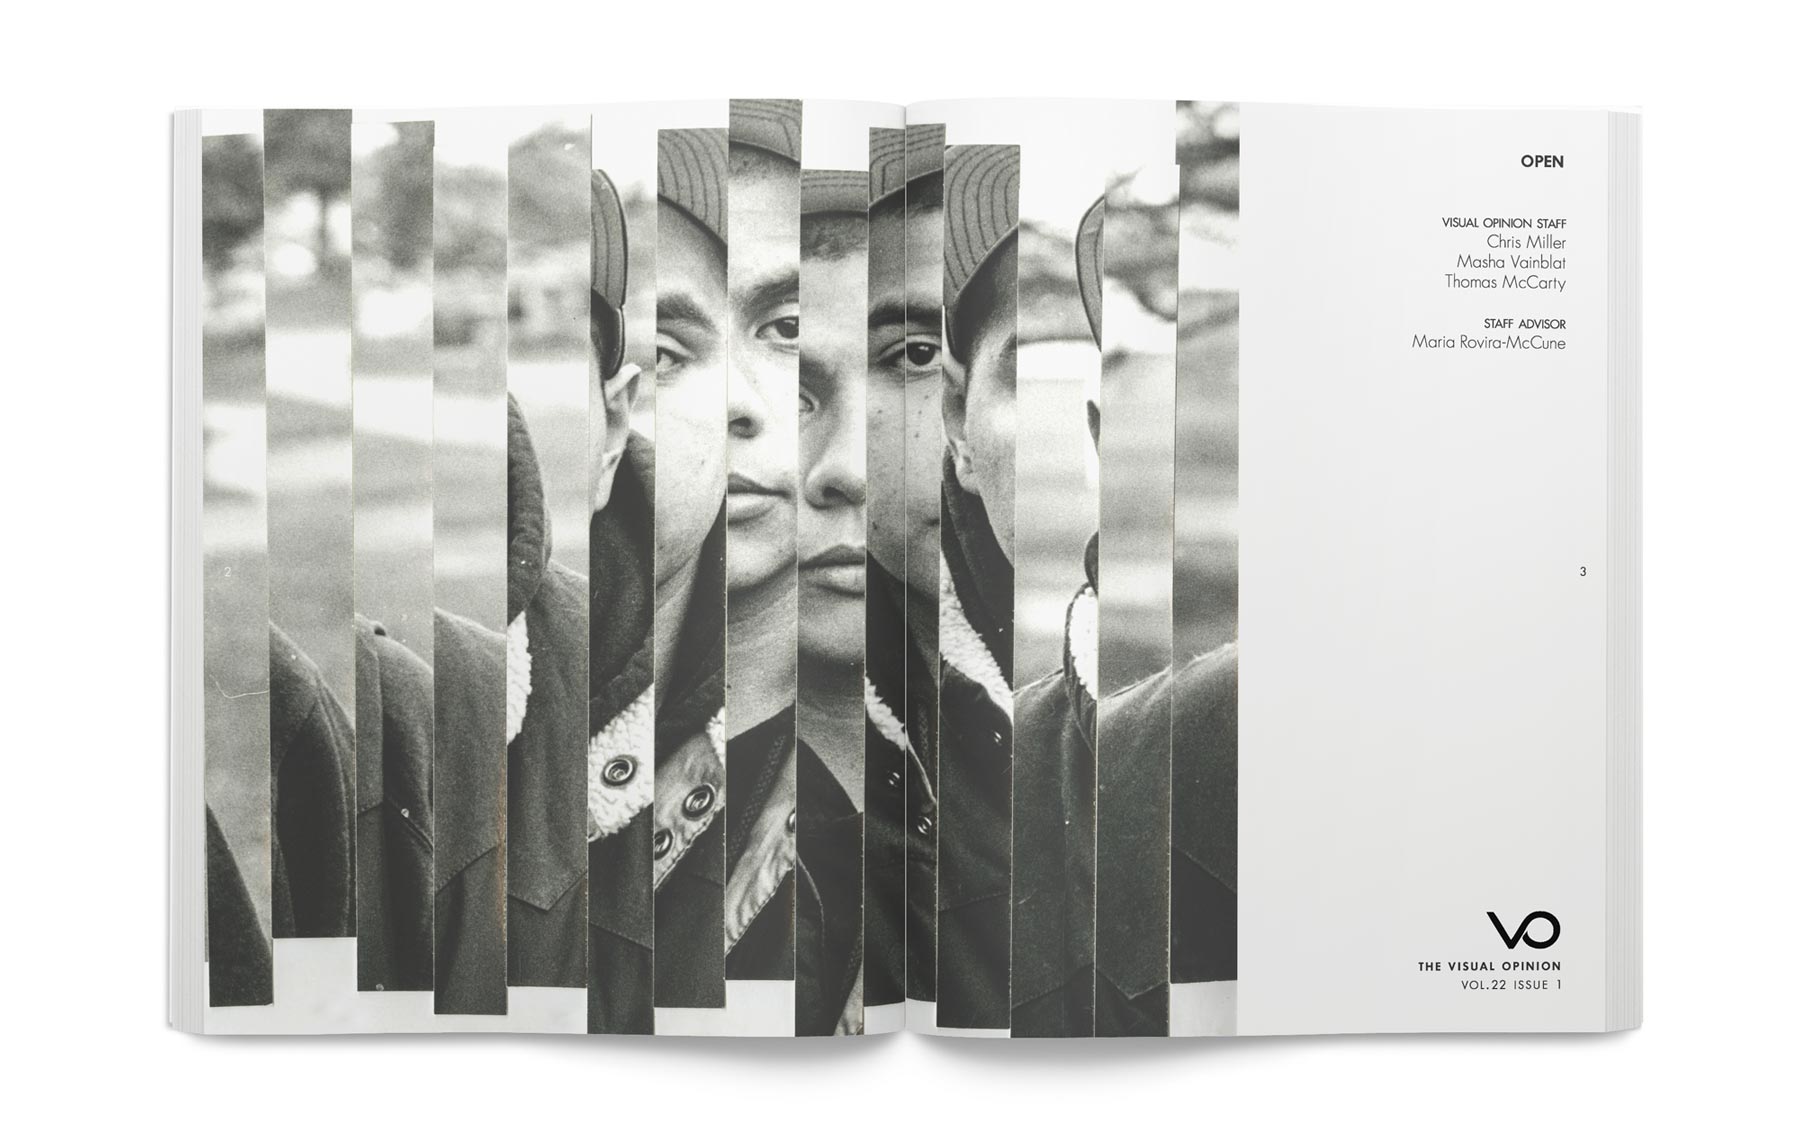 2
OPEN
VISUAL OPINION STAFF
Chris Miller
Masha Vainblat
Thomas McCarty
STAFF ADVISOR
Maria Rovira-McCune
3
VO
THE VISUAL OPINION
VOL.22 ISSUE 1